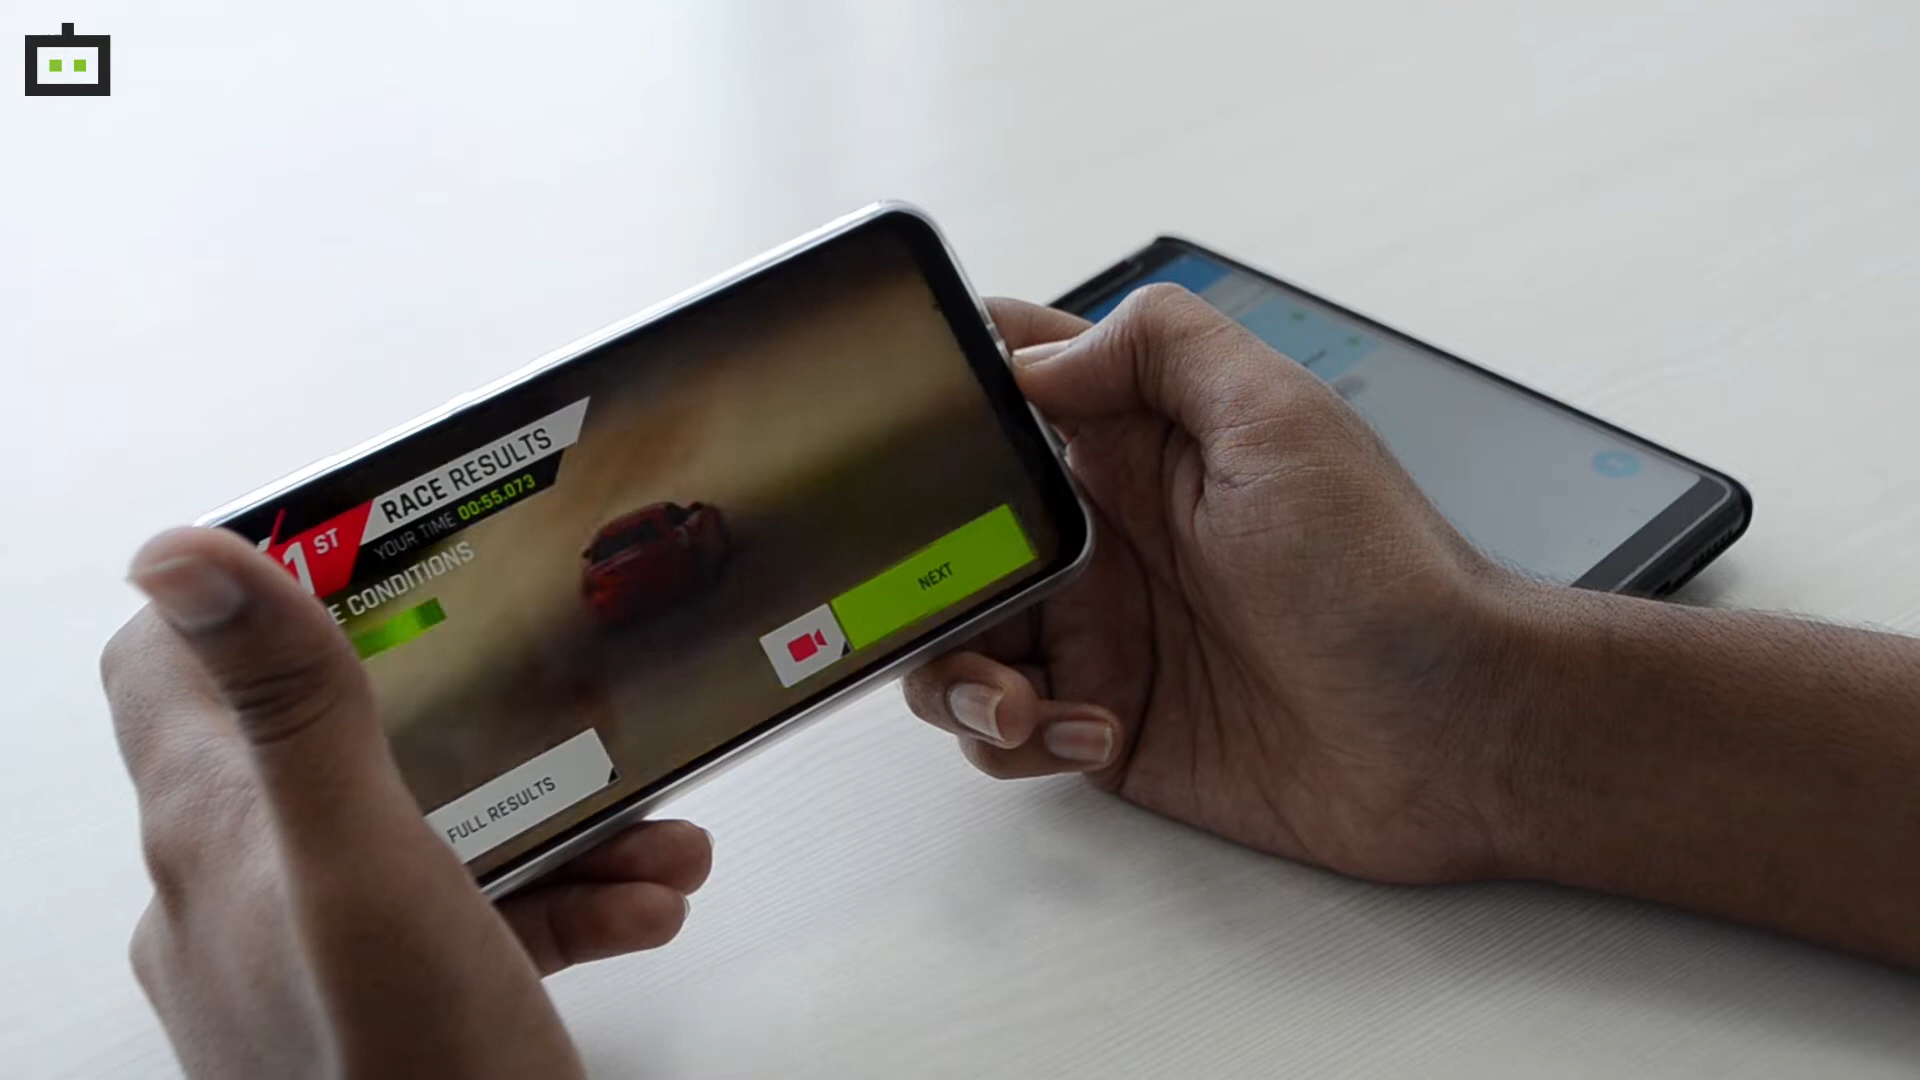 1 ST
RACE RESULTS
YOUR TIME 00:55.073
CONDITIONS
NEXT
FULL RESULTS